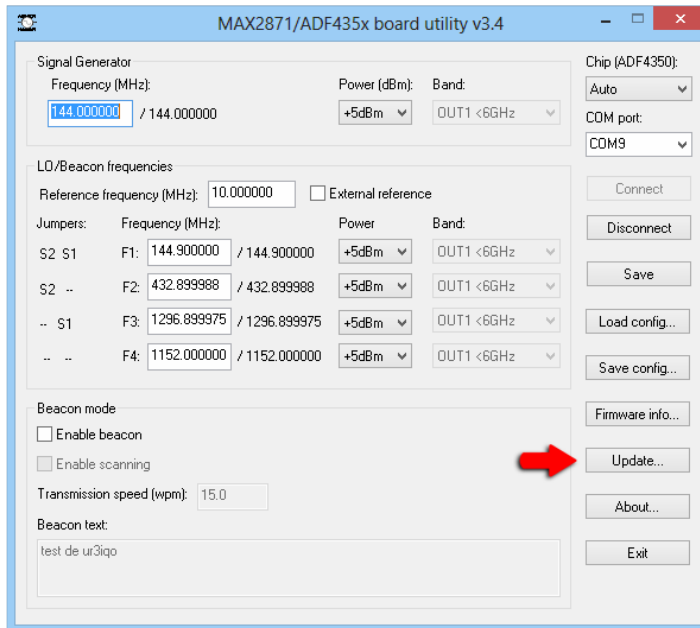 MAX2871/ADF435x board utility v3.4
Signal Generator
Frequency (MHz): Power (dBm): Band:
144.000000 / 144.000000 +5dBm OUT1 <6GHz
Chip (ADF4350):
Auto
COM port:
COM9
LO/Beacon frequencies
Reference frequency (MHz): 10.000000 External reference
Jumpers: Frequency (MHz): Power Band:
S2 S1 F1: 144.900000 / 144.900000 +5dBm OUT1 <6GHz
S2 -- F2: 432.899988 / 432.899988 +5dBm OUT1 <6GHz
-- S1 F3: 1296.899975 / 1296.899975 +5dBm OUT1 <6GHz
-- -- F4: 1152.000000 / 1152.000000 +5dBm OUT1 <6GHz
Connect
Disconnect
Save
Load config...
Save config...
Firmware info...
Update...
About...
Exit
Beacon mode
Enable beacon
Enable scanning
Transmission speed (wpm): 15.0
Beacon text:
test de ur3iqo